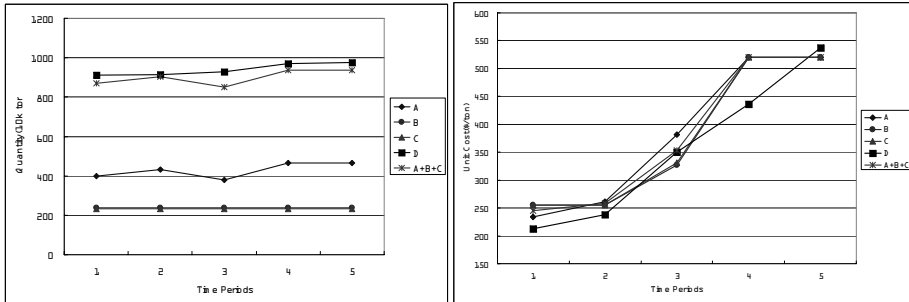 1200
1000
800
600
400
200
0
Quantity(10k ton
1 2 3 4 5
Time Periods
A
B
C
D
A+B+C
600
550
500
450
400
350
300
250
200
150
Unit Cost(¥/ton)
1 2 3 4 5
Time Periods
A
B
C
D
A+B+C